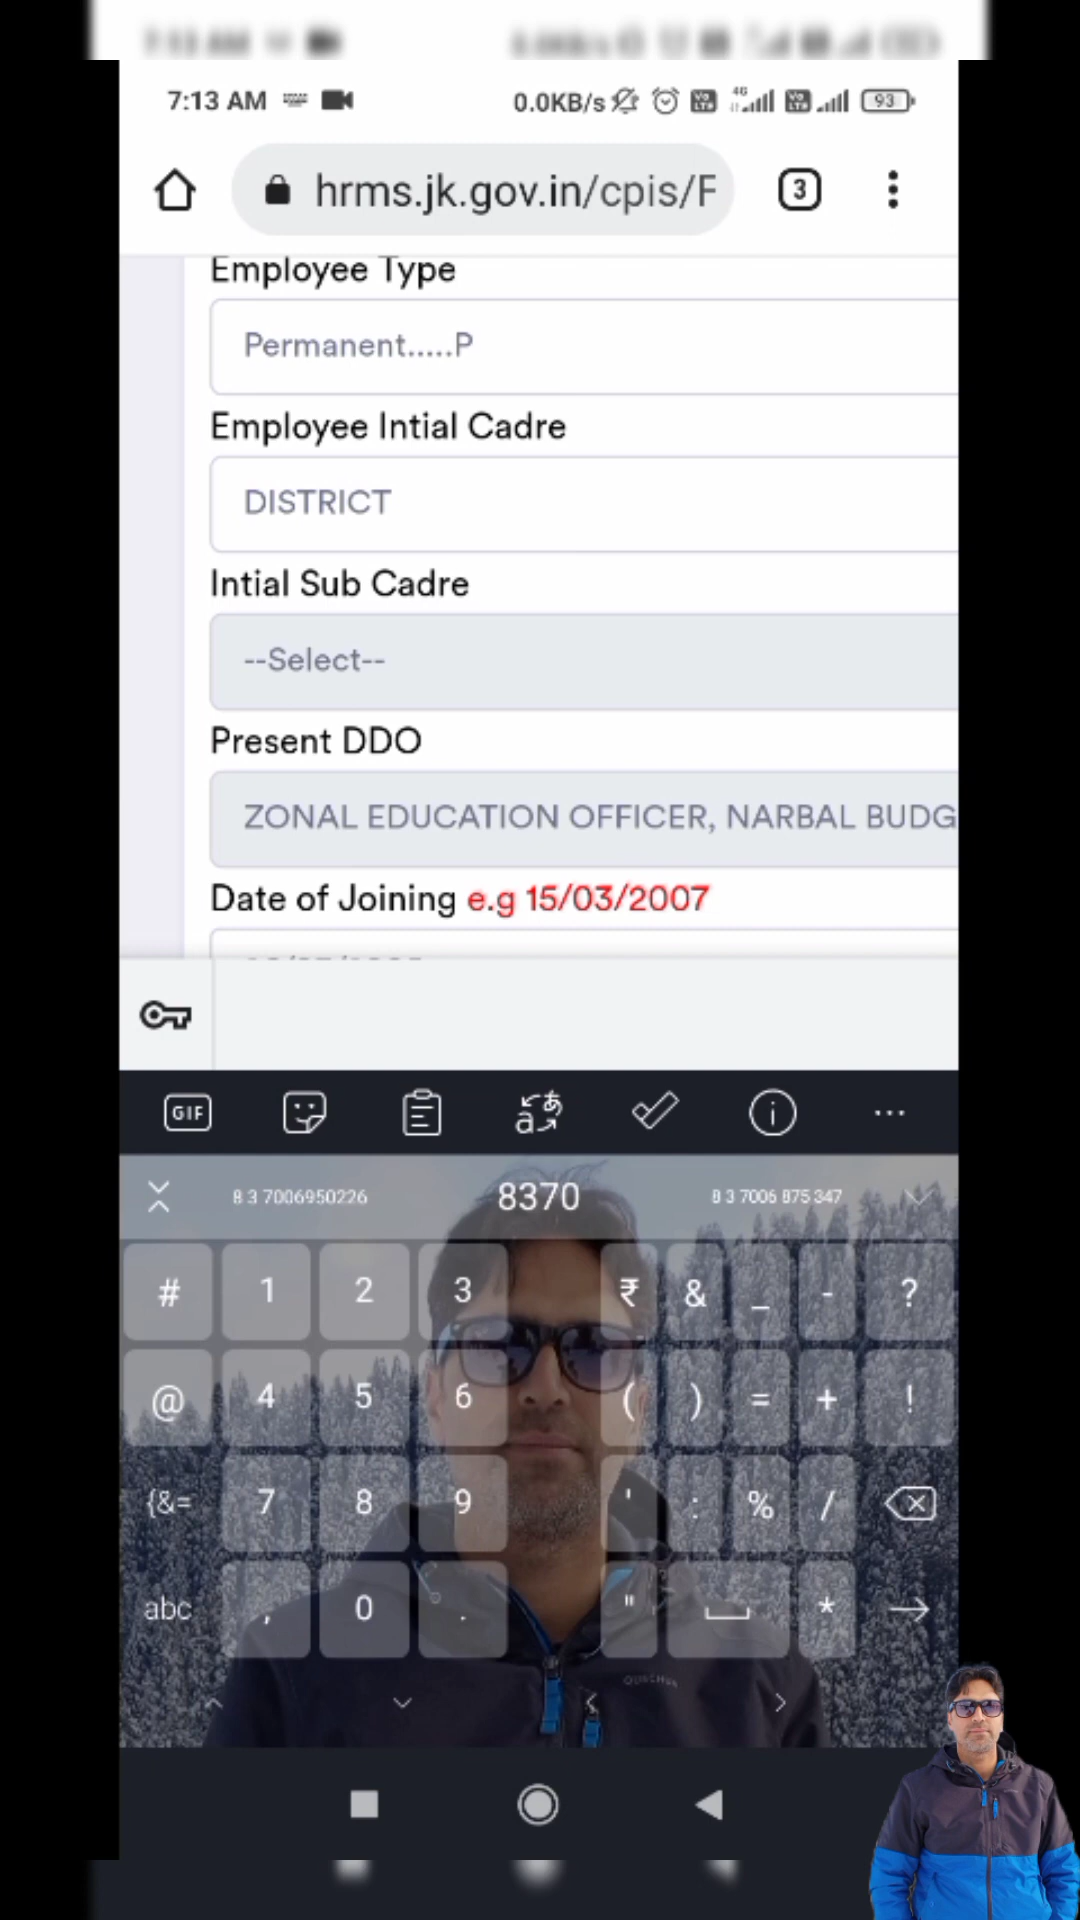 7:13 AM
0.0KB/s
4G
93
hrms.jk.gov.in/cpis/F
3
Employee Type
Permanent.....P
Employee Intial Cadre
DISTRICT
Intial Sub Cadre
--Select--
Present DDO
ZONAL EDUCATION OFFICER, NARBAL BUDG
Date of Joining e.g 15/03/2007
GIF
8 3 7006950226 8370 8 3 7006 875 347
# 1 2 3 ₹ & _ - ?
@ 4 5 6 ( ) = + !
{&= 7 8 9 ' : % /
abc , 0 . " *
QUECHUA